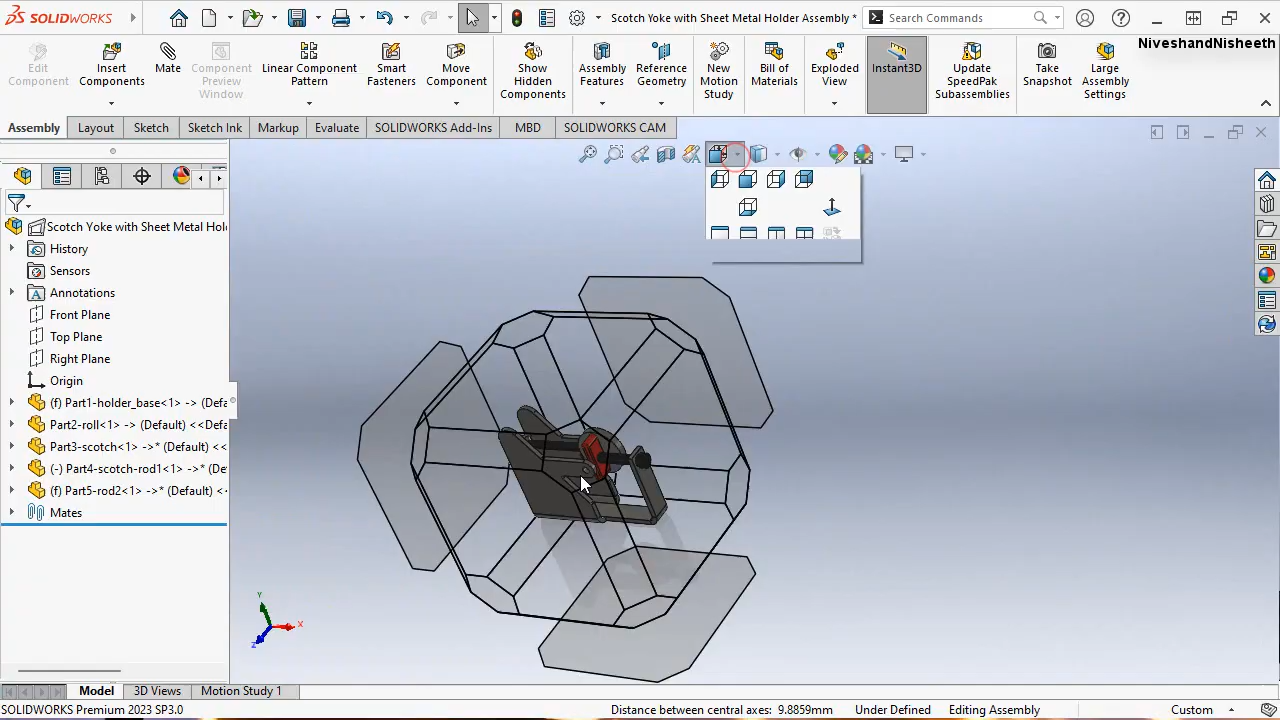 SOLIDWORKS
Scotch Yoke with Sheet Metal Holder Assembly *
Search Commands
NiveshandNisheeth
Edit Component
Insert Components
Mate
Component Preview Window
Linear Component Pattern
Smart Fasteners
Move Component
Show Hidden Components
Assembly Features
Reference Geometry
New Motion Study
Bill of Materials
Exploded View
Instant3D
Update SpeedPak Subassemblies
Take Snapshot
Large Assembly Settings
Assembly Layout Sketch Sketch Ink Markup Evaluate SOLIDWORKS Add-Ins MBD SOLIDWORKS CAM
Scotch Yoke with Sheet Metal Hol
History
Sensors
Annotations
Front Plane
Top Plane
Right Plane
Origin
(f) Part1-holder_base<1> -> (Defa
Part2-roll<1> -> (Default) <<Def
Part3-scotch<1> ->* (Default) <<
(-) Part4-scotch-rod1<1> ->* (De
(f) Part5-rod2<1> ->* (Default) <
Mates
Y
X
Z
Model 3D Views Motion Study 1
SOLIDWORKS Premium 2023 SP3.0 Distance between central axes: 9.8859mm Under Defined Editing Assembly Custom